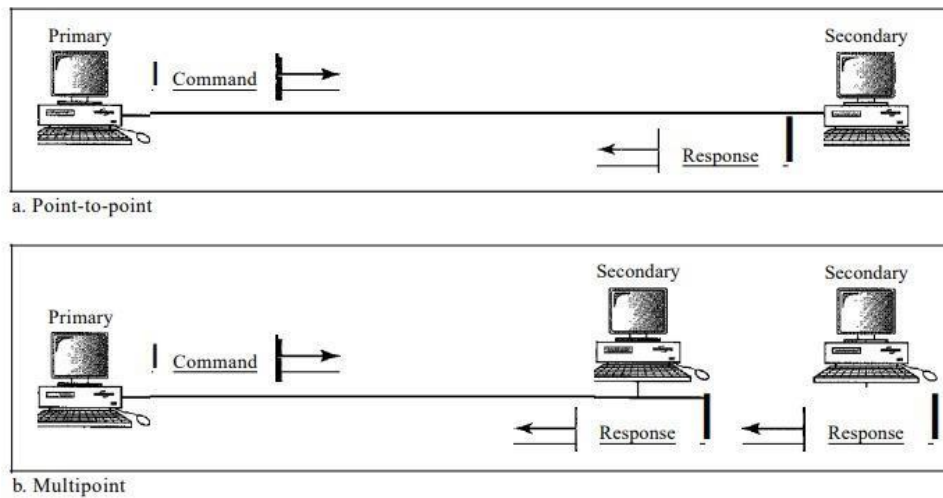 Primary
Secondary
Command
Response
a. Point-to-point
Secondary
Secondary
Primary
Command
Response
Response
b. Multipoint